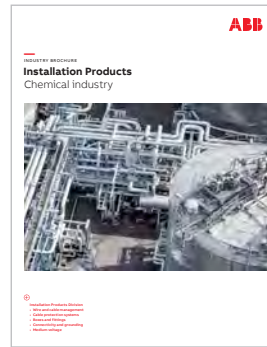 ABB
INDUSTRY BROCHURE
Installation Products
Chemical industry
Installation Products Division
- Wire and cable management
- Cable protection systems
- Boxes and fittings
- Connectivity and grounding
- Medium voltage